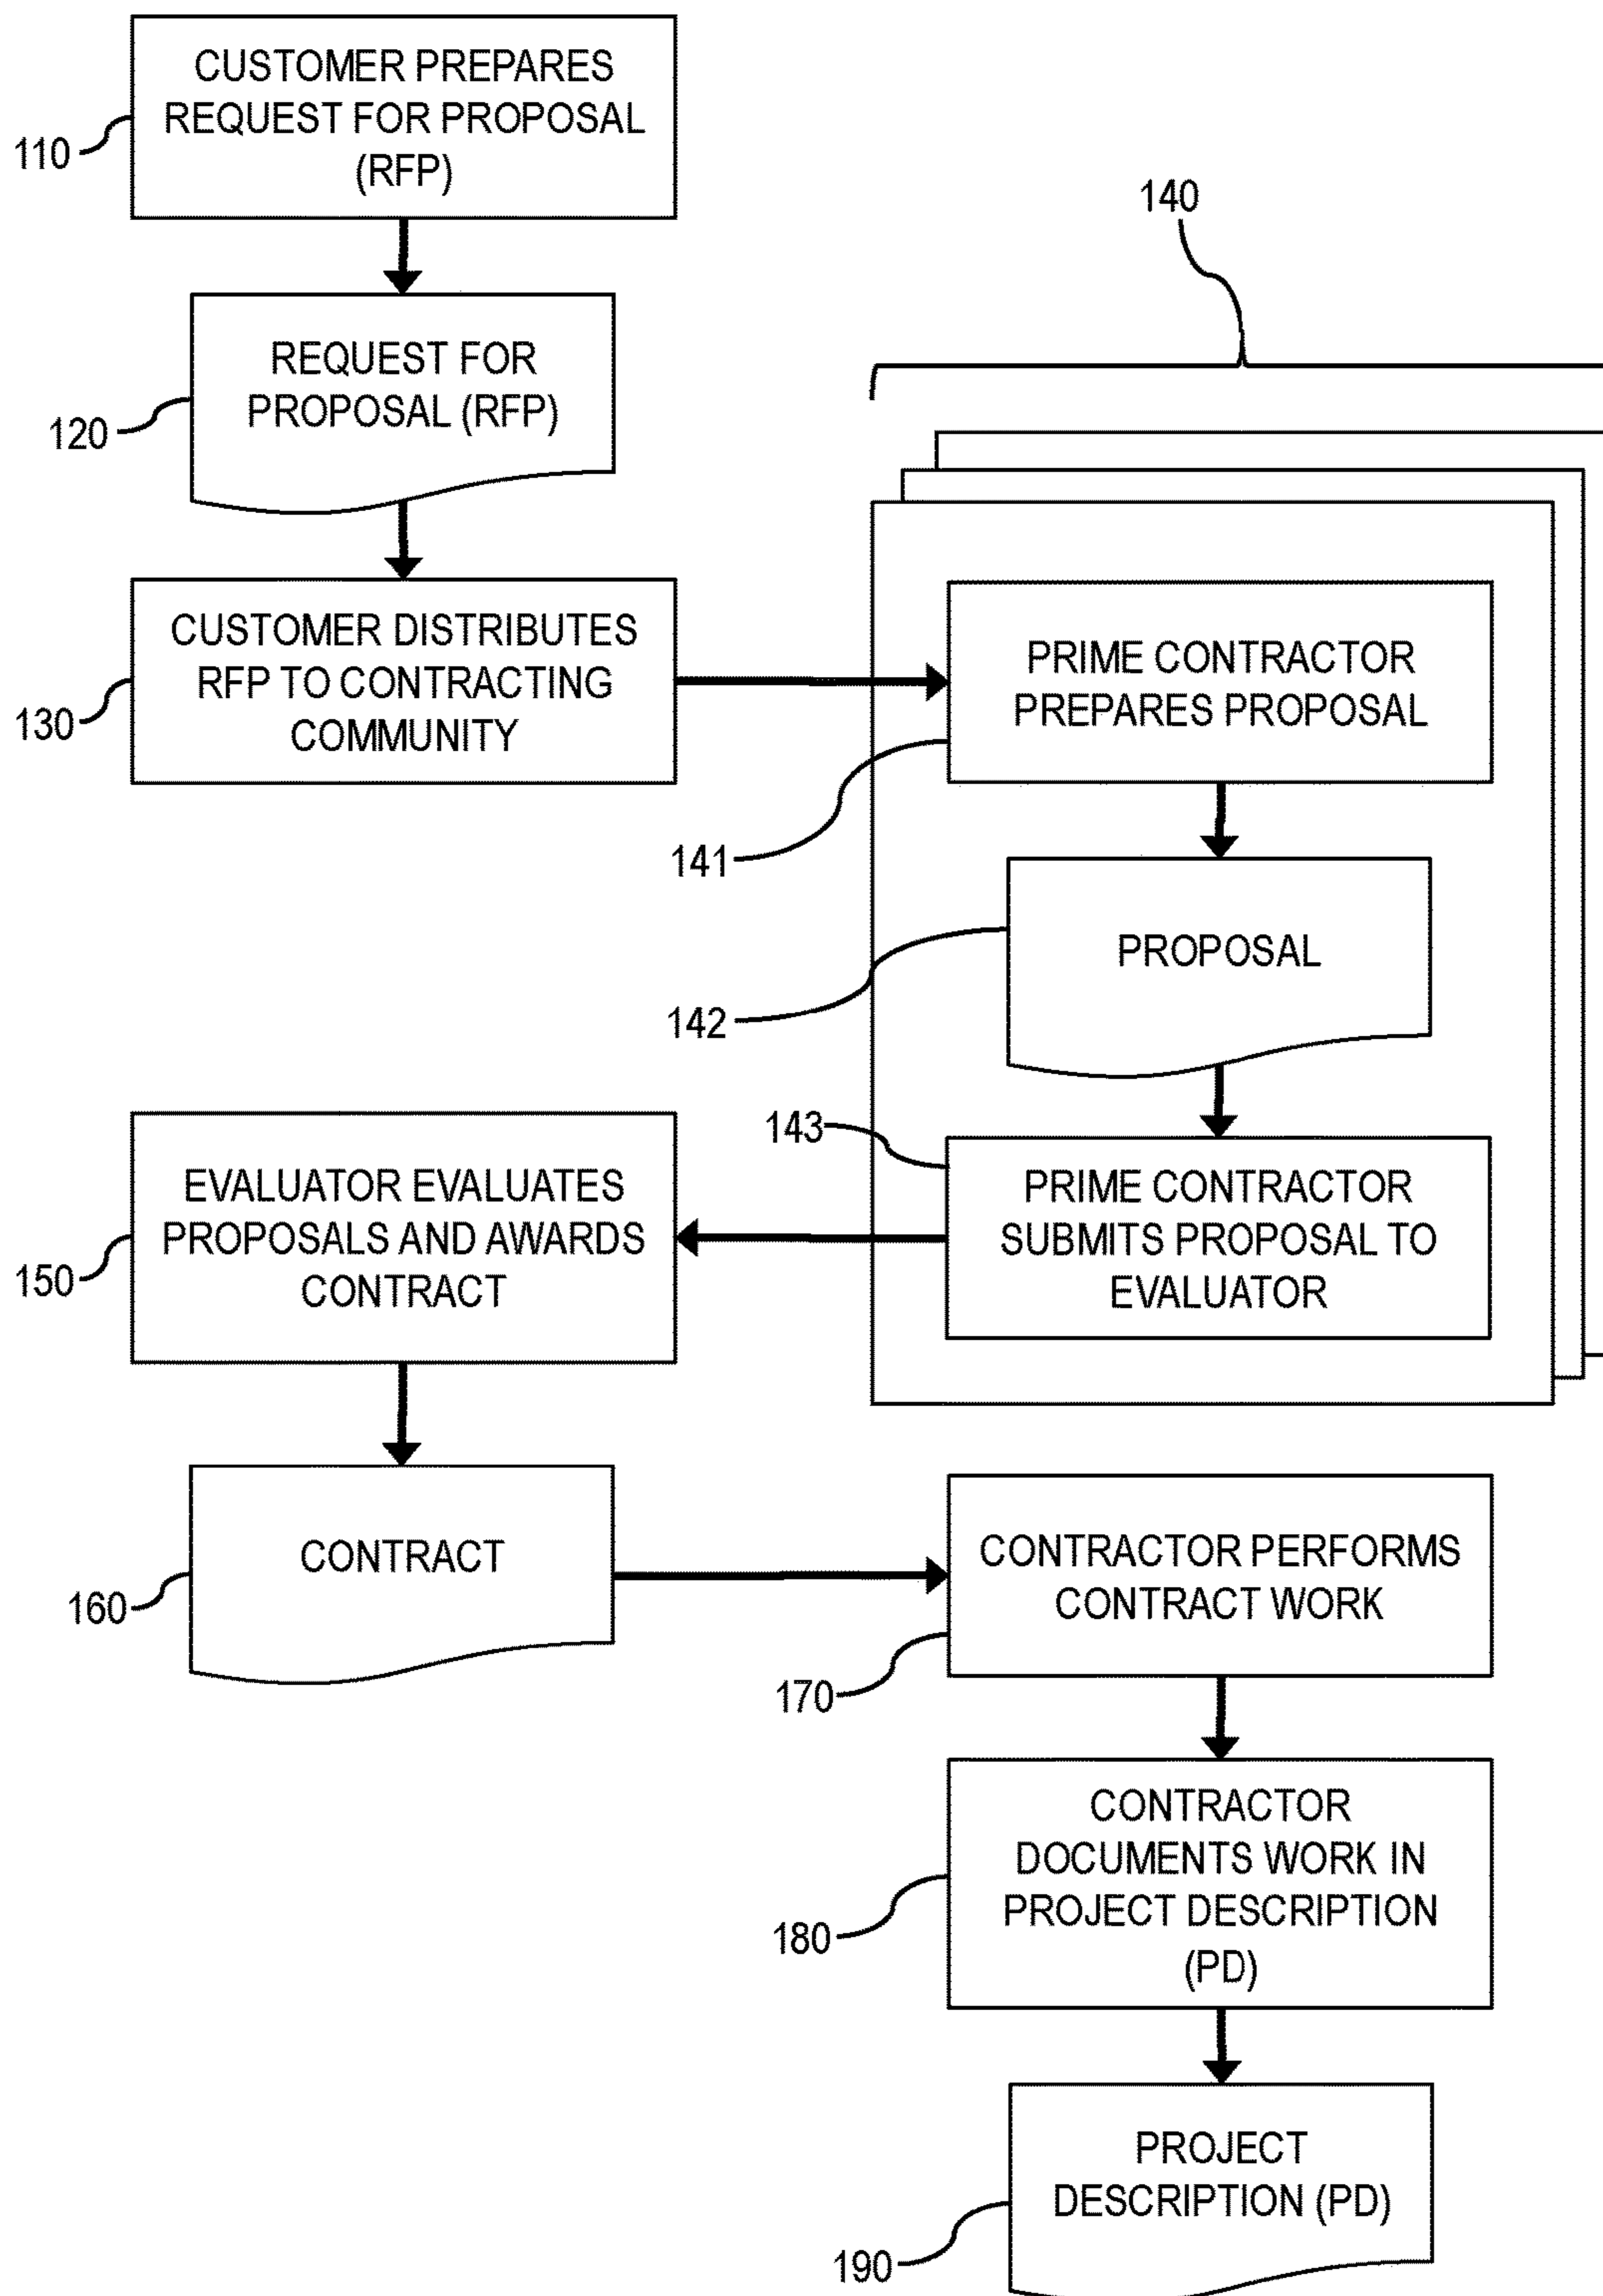 CUSTOMER PREPARES
REQUEST FOR PROPOSAL
(RFP)
110
140
REQUEST FOR
PROPOSAL (RFP)
120
CUSTOMER DISTRIBUTES
RFP TO CONTRACTING
COMMUNITY
130
PRIME CONTRACTOR
PREPARES PROPOSAL
141
PROPOSAL
142
143
PRIME CONTRACTOR
SUBMITS PROPOSAL TO
EVALUATOR
EVALUATOR EVALUATES
PROPOSALS AND AWARDS
CONTRACT
150
CONTRACT
160
CONTRACTOR PERFORMS
CONTRACT WORK
170
CONTRACTOR
DOCUMENTS WORK IN
PROJECT DESCRIPTION
(PD)
180
PROJECT
DESCRIPTION (PD)
190